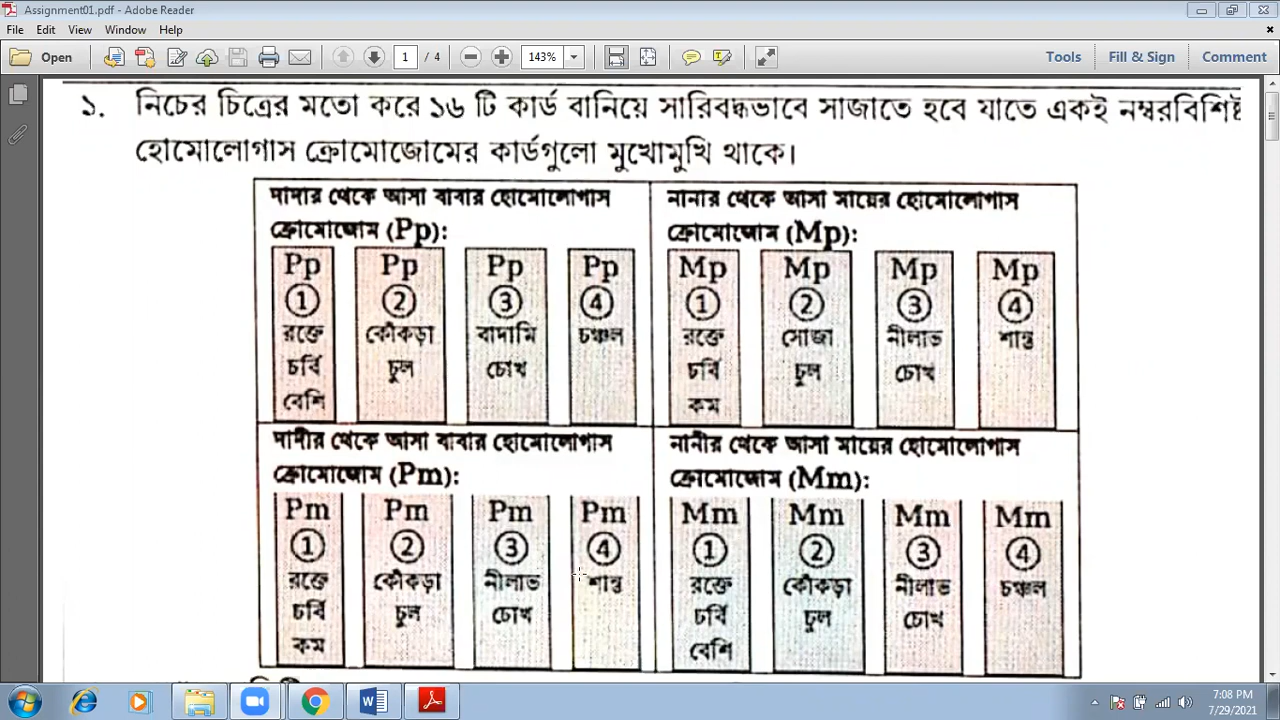 Assignment01.pdf - Adobe Reader
File Edit View Window Help
Open 1 / 4 143% Tools Fill & Sign Comment
১. নিচের চিত্রের মতো করে ১৬ টি কার্ড বানিয়ে সারিবদ্ধভাবে সাজাতে হবে যাতে একই নম্বরবিশিষ্ট
হোমোলোগাস ক্রোমোজোমের কার্ডগুলো মুখোমুখি থাকে।
দাদার থেকে আসা বাবার হোমোলোগাস
ক্রোমোজোম (Pp):
Pp Pp Pp Pp
① ② ③ ④
রক্তে কোঁকড়া বাদামি চঞ্চল
চর্বি চুল চোখ
বেশি
নানার থেকে আসা মায়ের হোমোলোগাস
ক্রোমোজোম (Mp):
Mp Mp Mp Mp
① ② ③ ④
রক্তে সোজা নীলাভ শান্ত
চর্বি চুল চোখ
কম
দাদীর থেকে আসা বাবার হোমোলোগাস
ক্রোমোজোম (Pm):
Pm Pm Pm Pm
① ② ③ ④
রক্তে কোঁকড়া নীলাভ শান্ত
চর্বি চুল চোখ
কম
নানীর থেকে আসা মায়ের হোমোলোগাস
ক্রোমোজোম (Mm):
Mm Mm Mm Mm
① ② ③ ④
রক্তে কোঁকড়া নীলাভ চঞ্চল
চর্বি চুল চোখ
বেশি
7:08 PM
7/29/2021